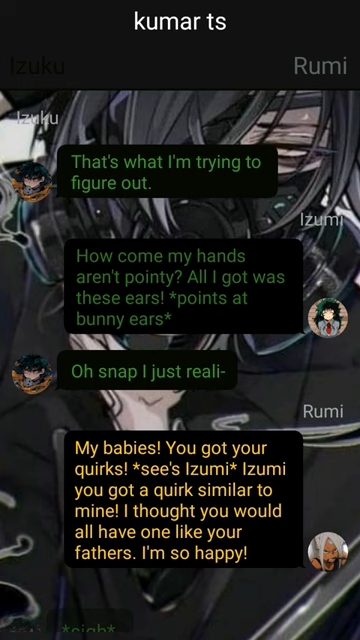 kumar ts
Izuku
Rumi
Izuku
That's what I'm trying to
figure out.
Izumi
How come my hands
aren't pointy? All I got was
these ears! *points at
bunny ears*
Oh snap I just reali-
Rumi
My babies! You got your
quirks! *see's Izumi* Izumi
you got a quirk similar to
mine! I thought you would
all have one like your
fathers. I'm so happy!
*sigh*